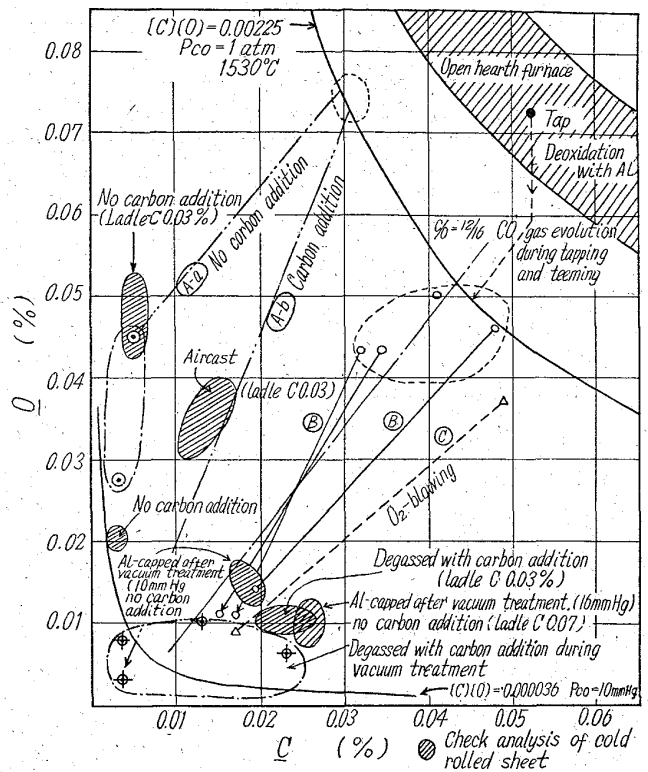 0.08
0.07
0.06
0.05
0.04
0.03
0.02
0.01
O (%)
[C][O] = 0.00225
Pco = 1 atm
1530°C
Open hearth furnace
Tap
Deoxidation
with Al
No carbon addition
(Ladle C 0.03%)
A-a No carbon addition
A-b Carbon addition
C/O = 12/16
CO gas evolution
during tapping
and teeming
Aircast
(ladle C 0.03)
B
B
C
O2-blowing
No carbon addition
Al-capped after
vacuum treatment
(10mmHg
no carbon
addition)
Degassed with carbon addition
(ladle C 0.03%)
Al-capped after vacuum treatment. (16mmHg)
no carbon addition (ladle C 0.07)
Degassed with carbon addition during
vacuum treatment
[C][O] = 0.000036 Pco = 10mmHg
0.01
0.02
0.03
0.04
0.05
0.06
C (%)
Check analysis of cold
rolled sheet